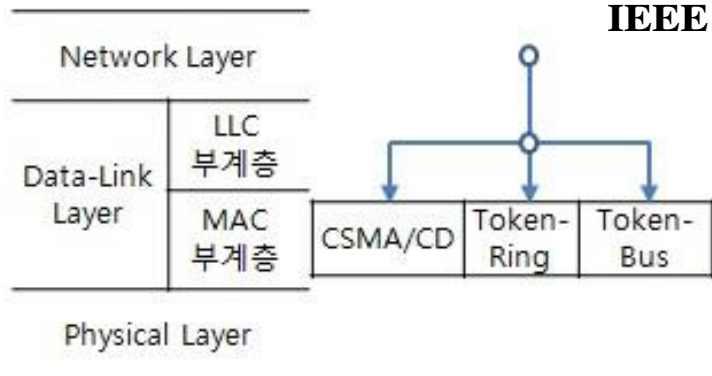 IEEE
Network Layer
Data-Link
Layer
LLC
부계층
MAC
부계층
CSMA/CD
Token-
Ring
Token-
Bus
Physical Layer